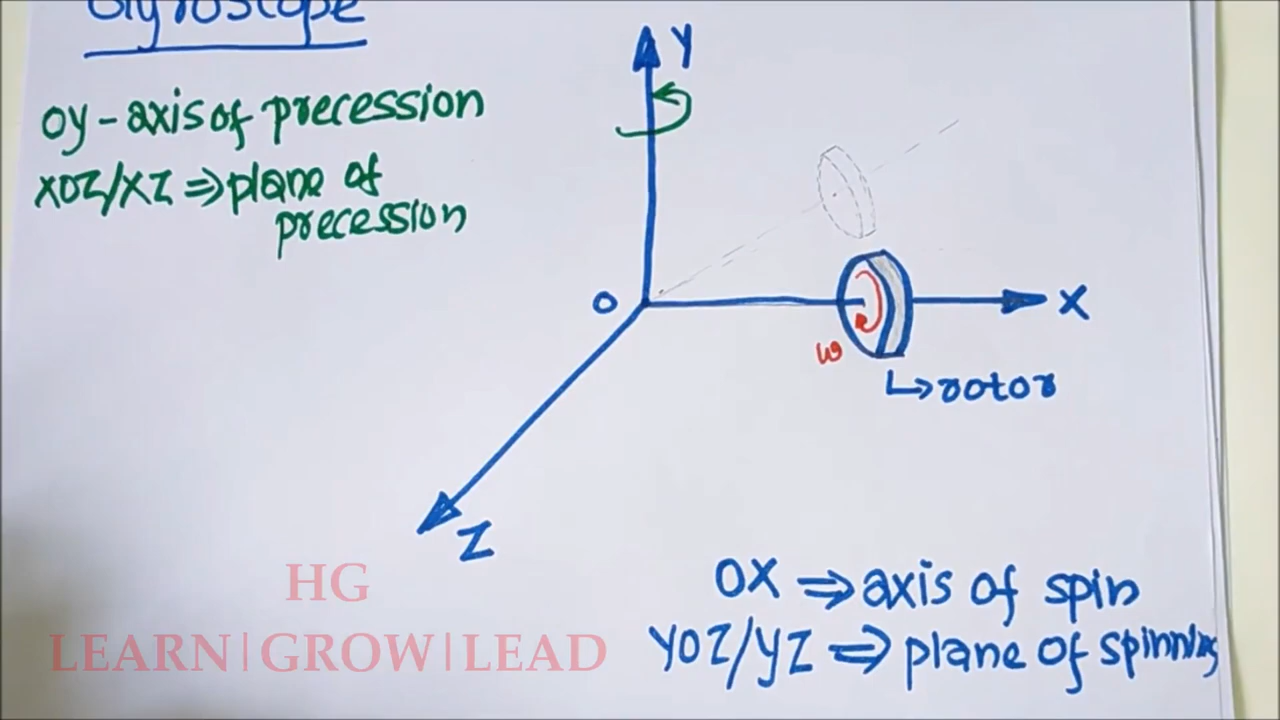 Gyroscope
OY - axis of precession
XOZ/XZ ⇒ plane of
precession
Y
O
X
ω
↳ rotor
Z
OX ⇒ axis of spin
YOZ/YZ ⇒ plane of spinning
HG
LEARN|GROW|LEAD